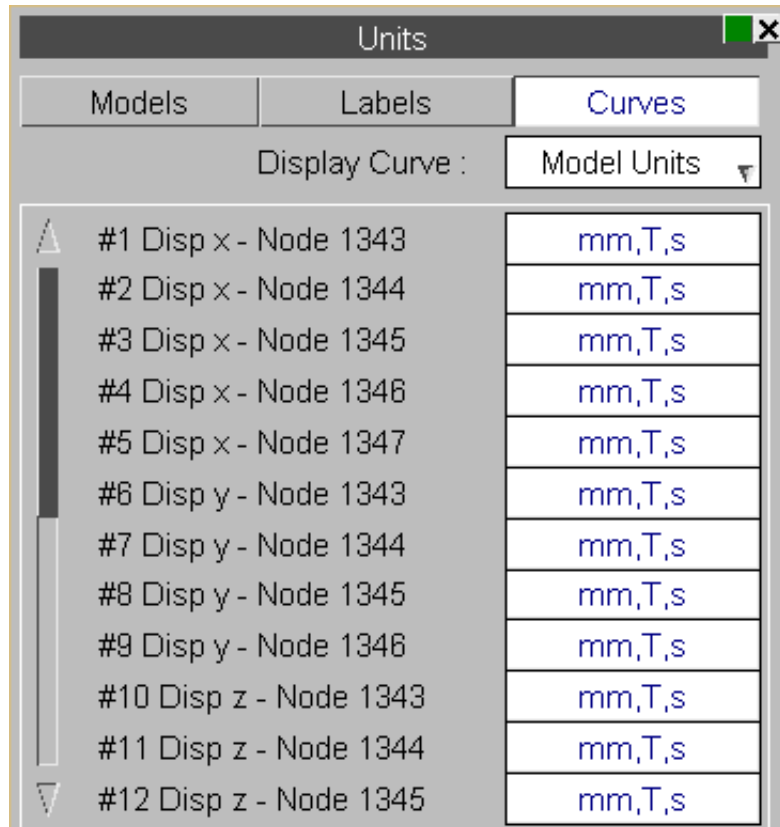 Units
Models Labels Curves
Display Curve : Model Units
#1 Disp x - Node 1343 mm,T,s
#2 Disp x - Node 1344 mm,T,s
#3 Disp x - Node 1345 mm,T,s
#4 Disp x - Node 1346 mm,T,s
#5 Disp x - Node 1347 mm,T,s
#6 Disp y - Node 1343 mm,T,s
#7 Disp y - Node 1344 mm,T,s
#8 Disp y - Node 1345 mm,T,s
#9 Disp y - Node 1346 mm,T,s
#10 Disp z - Node 1343 mm,T,s
#11 Disp z - Node 1344 mm,T,s
#12 Disp z - Node 1345 mm,T,s